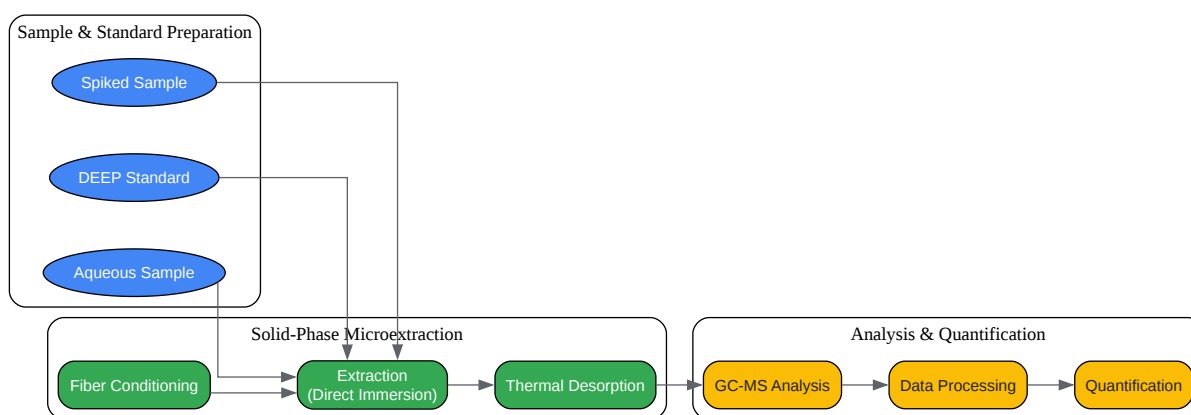 Sample & Standard Preparation
Spiked Sample
DEEP Standard
Aqueous Sample
Solid-Phase Microextraction
Fiber Conditioning
Extraction
(Direct Immersion)
Thermal Desorption
Analysis & Quantification
GC-MS Analysis
Data Processing
Quantification